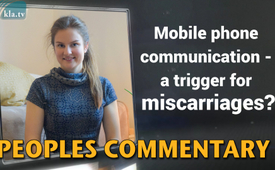 kla.tv
Mobile phone
communication -
a trigger for
miscarriages?
PEOPLES COMMENTARY